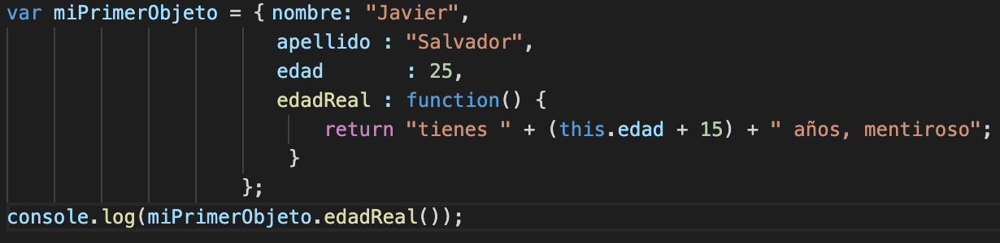 var miPrimerObjeto = { nombre: "Javier",
apellido : "Salvador",
edad : 25,
edadReal : function() {
return "tienes " + (this.edad + 15) + " años, mentiroso";
}
};
console.log(miPrimerObjeto.edadReal());